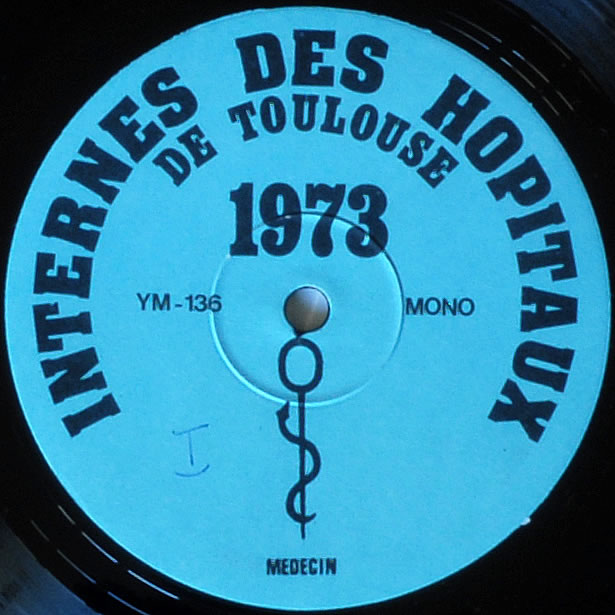 INTERNES DES HOPITAUX
DE TOULOUSE
1973
YM-136
MONO
I
MEDECIN